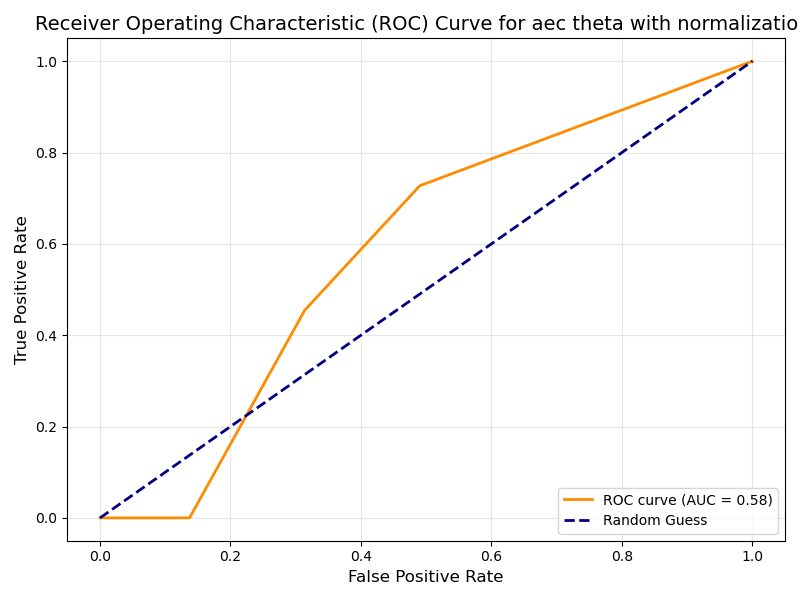 Receiver Operating Characteristic (ROC) Curve for aec theta with normalizatio
1.0
0.8
0.6
0.4
0.2
0.0
True Positive Rate
0.0 0.2 0.4 0.6 0.8 1.0
False Positive Rate
ROC curve (AUC = 0.58)
Random Guess